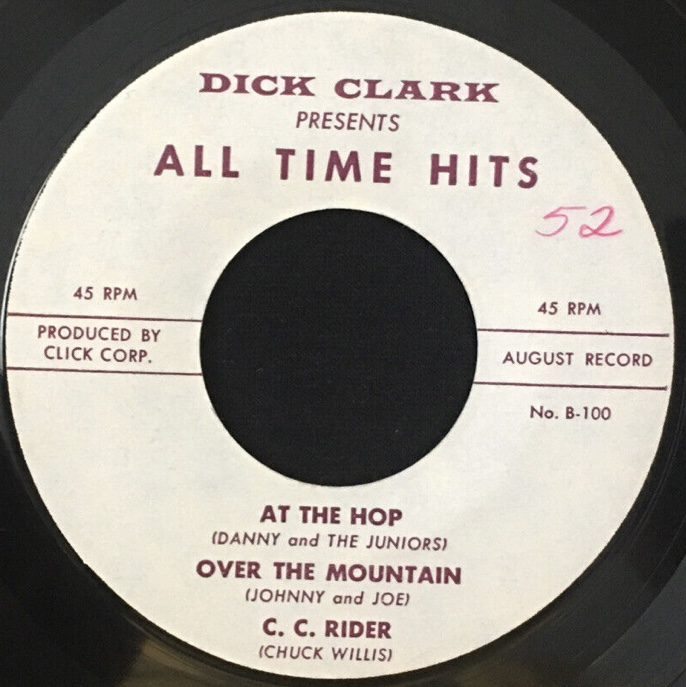 DICK CLARK
PRESENTS
ALL TIME HITS
52
45 RPM
PRODUCED BY
CLICK CORP.
45 RPM
AUGUST RECORD
No. B-100
AT THE HOP
(DANNY and THE JUNIORS)
OVER THE MOUNTAIN
(JOHNNY and JOE)
C. C. RIDER
(CHUCK WILLIS)